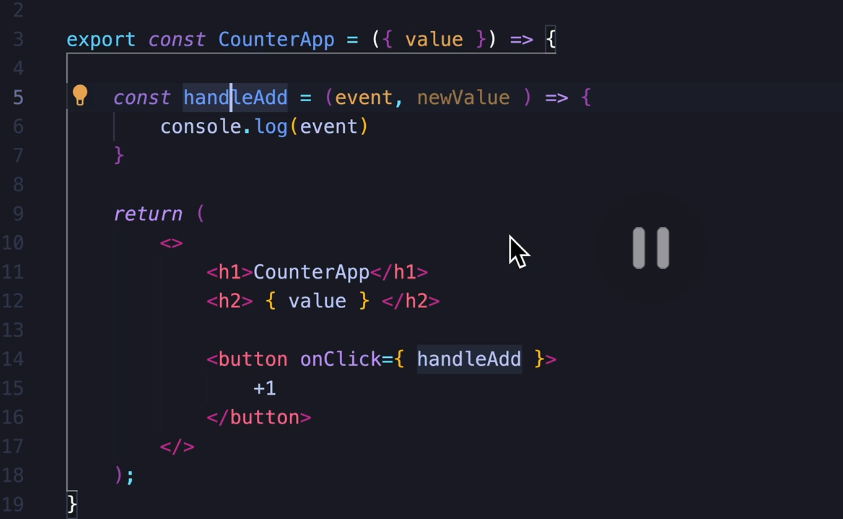 2
3 export const CounterApp = ({ value }) => {
4
5 const handleAdd = (event, newValue ) => {
6 console.log(event)
7 }
8
9 return (
10 <>
11 <h1>CounterApp</h1>
12 <h2> { value } </h2>
13
14 <button onClick={ handleAdd }>
15 +1
16 </button>
17 </>
18 );
19 }